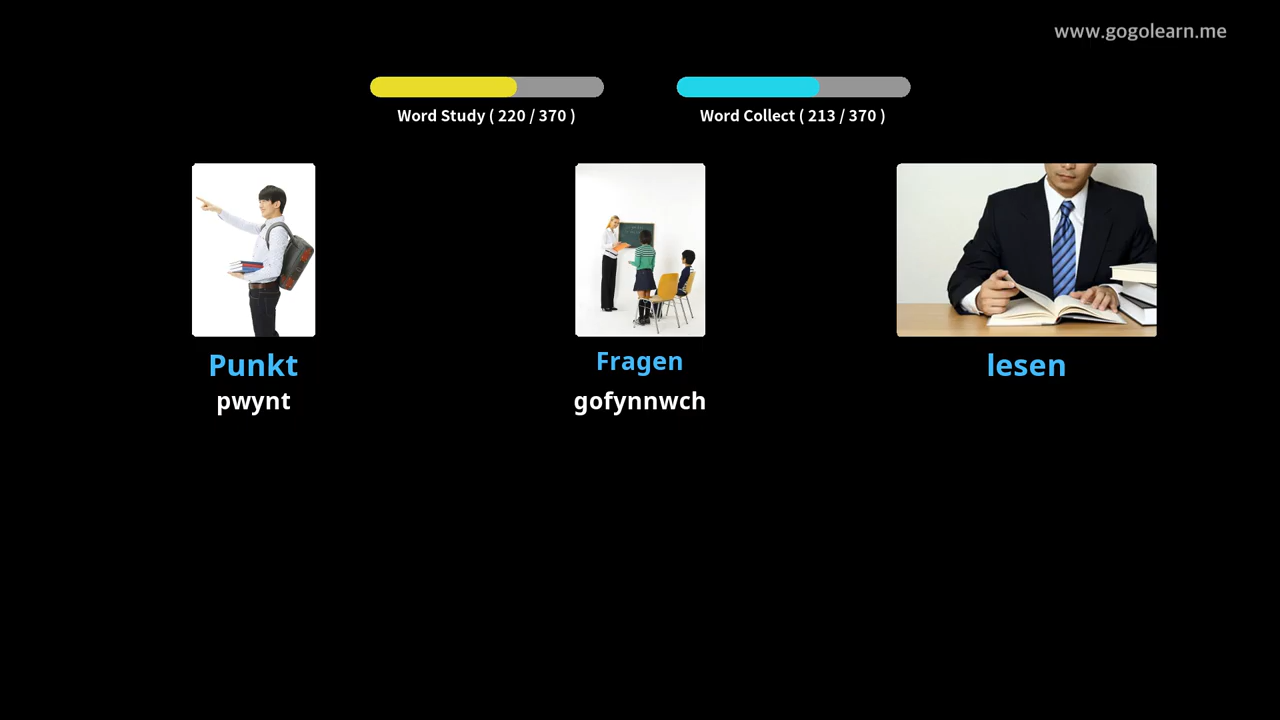 www.gogolearn.me
Word Study ( 220 / 370 )
Word Collect ( 213 / 370 )
Punkt
pwynt
Fragen
gofynnwch
lesen